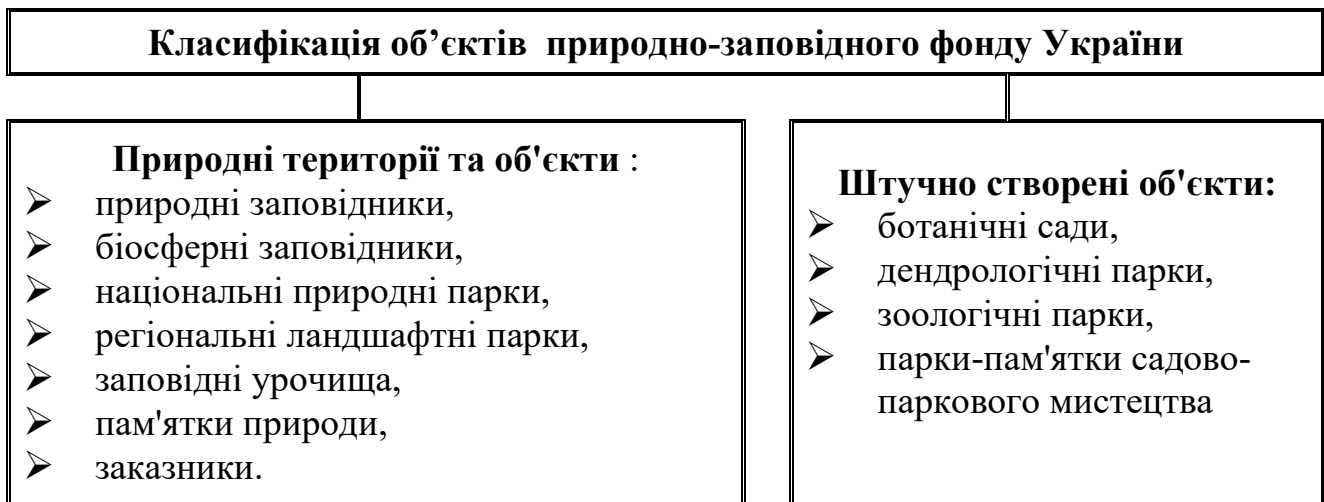 Класифікація об’єктів природно-заповідного фонду України
Природні території та об'єкти :
➢ природні заповідники,
➢ біосферні заповідники,
➢ національні природні парки,
➢ регіональні ландшафтні парки,
➢ заповідні урочища,
➢ пам'ятки природи,
➢ заказники.
Штучно створені об'єкти:
➢ ботанічні сади,
➢ дендрологічні парки,
➢ зоологічні парки,
➢ парки-пам'ятки садово-
паркового мистецтва